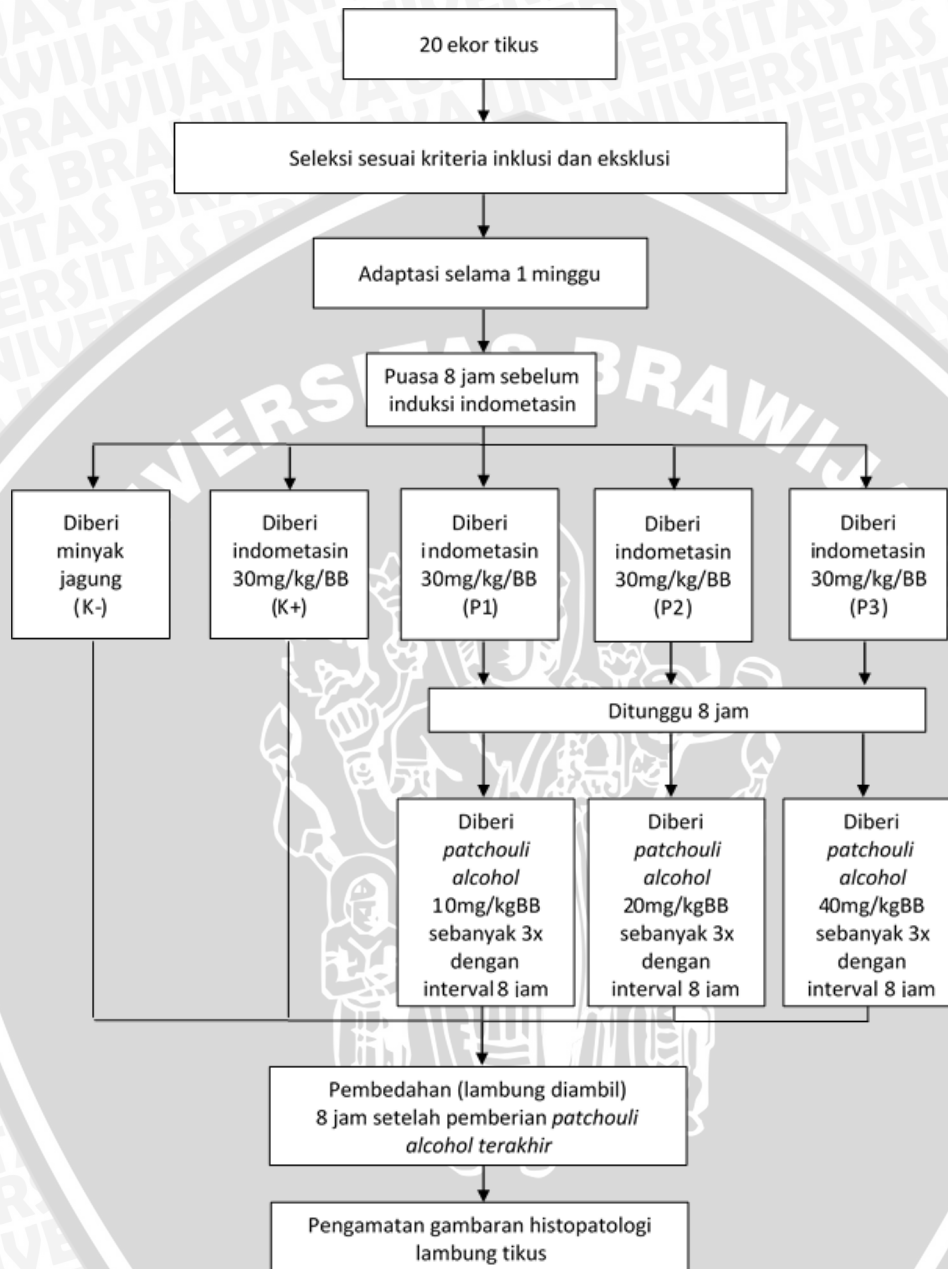 20 ekor tikus
Seleksi sesuai kriteria inklusi dan eksklusi
Adaptasi selama 1 minggu
Puasa 8 jam sebelum
induksi indometasin
Diberi
minyak
jagung
(K-)
Diberi
indometasin
30mg/kg/BB
(K+)
Diberi
indometasin
30mg/kg/BB
(P1)
Diberi
indometasin
30mg/kg/BB
(P2)
Diberi
indometasin
30mg/kg/BB
(P3)
Ditunggu 8 jam
Diberi
patchouli
alcohol
10mg/kgBB
sebanyak 3x
dengan
interval 8 jam
Diberi
patchouli
alcohol
20mg/kgBB
sebanyak 3x
dengan
interval 8 jam
Diberi
patchouli
alcohol
40mg/kgBB
sebanyak 3x
dengan
interval 8 jam
Pembedahan (lambung diambil)
8 jam setelah pemberian patchouli
alcohol terakhir
Pengamatan gambaran histopatologi
lambung tikus